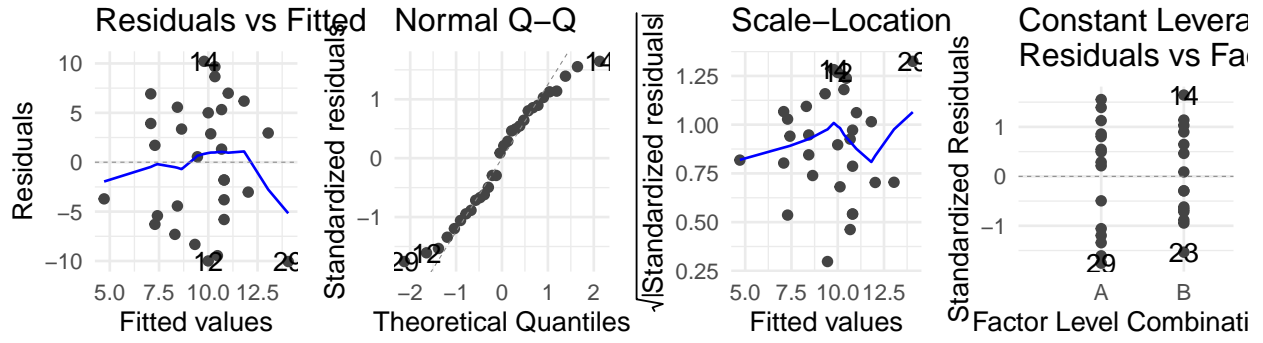 Residuals vs Fitted
Residuals
10
5
0
−5
−10
14
12
29
5.0 7.5 10.0 12.5
Fitted values
Normal Q−Q
Standardized residuals
1
0
−1
14
29
12
−2 −1 0 1 2
Theoretical Quantiles
Scale−Location
√|Standardized residuals|
1.25
1.00
0.75
0.50
0.25
14
12
29
5.0 7.5 10.0 12.5
Fitted values
Constant Levera
Residuals vs Fac
Standardized Residuals
1
0
−1
14
29
28
A B
Factor Level Combinati